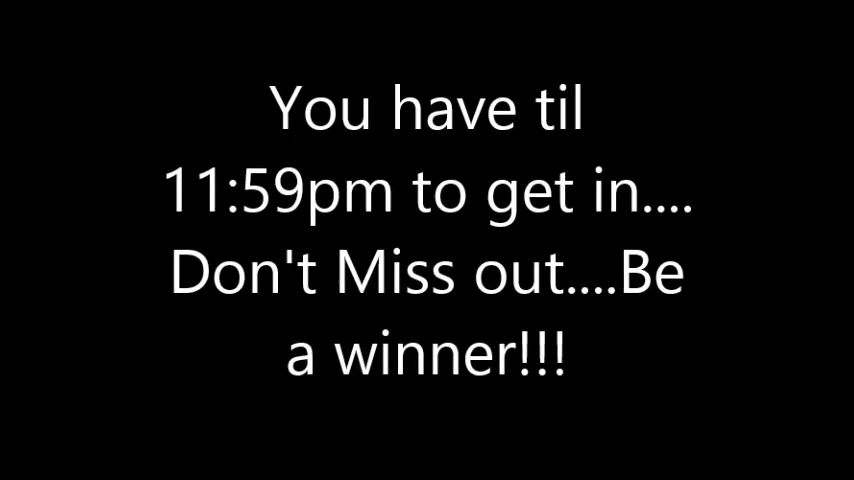 You have til
11:59pm to get in....
Don't Miss out....Be
a winner!!!